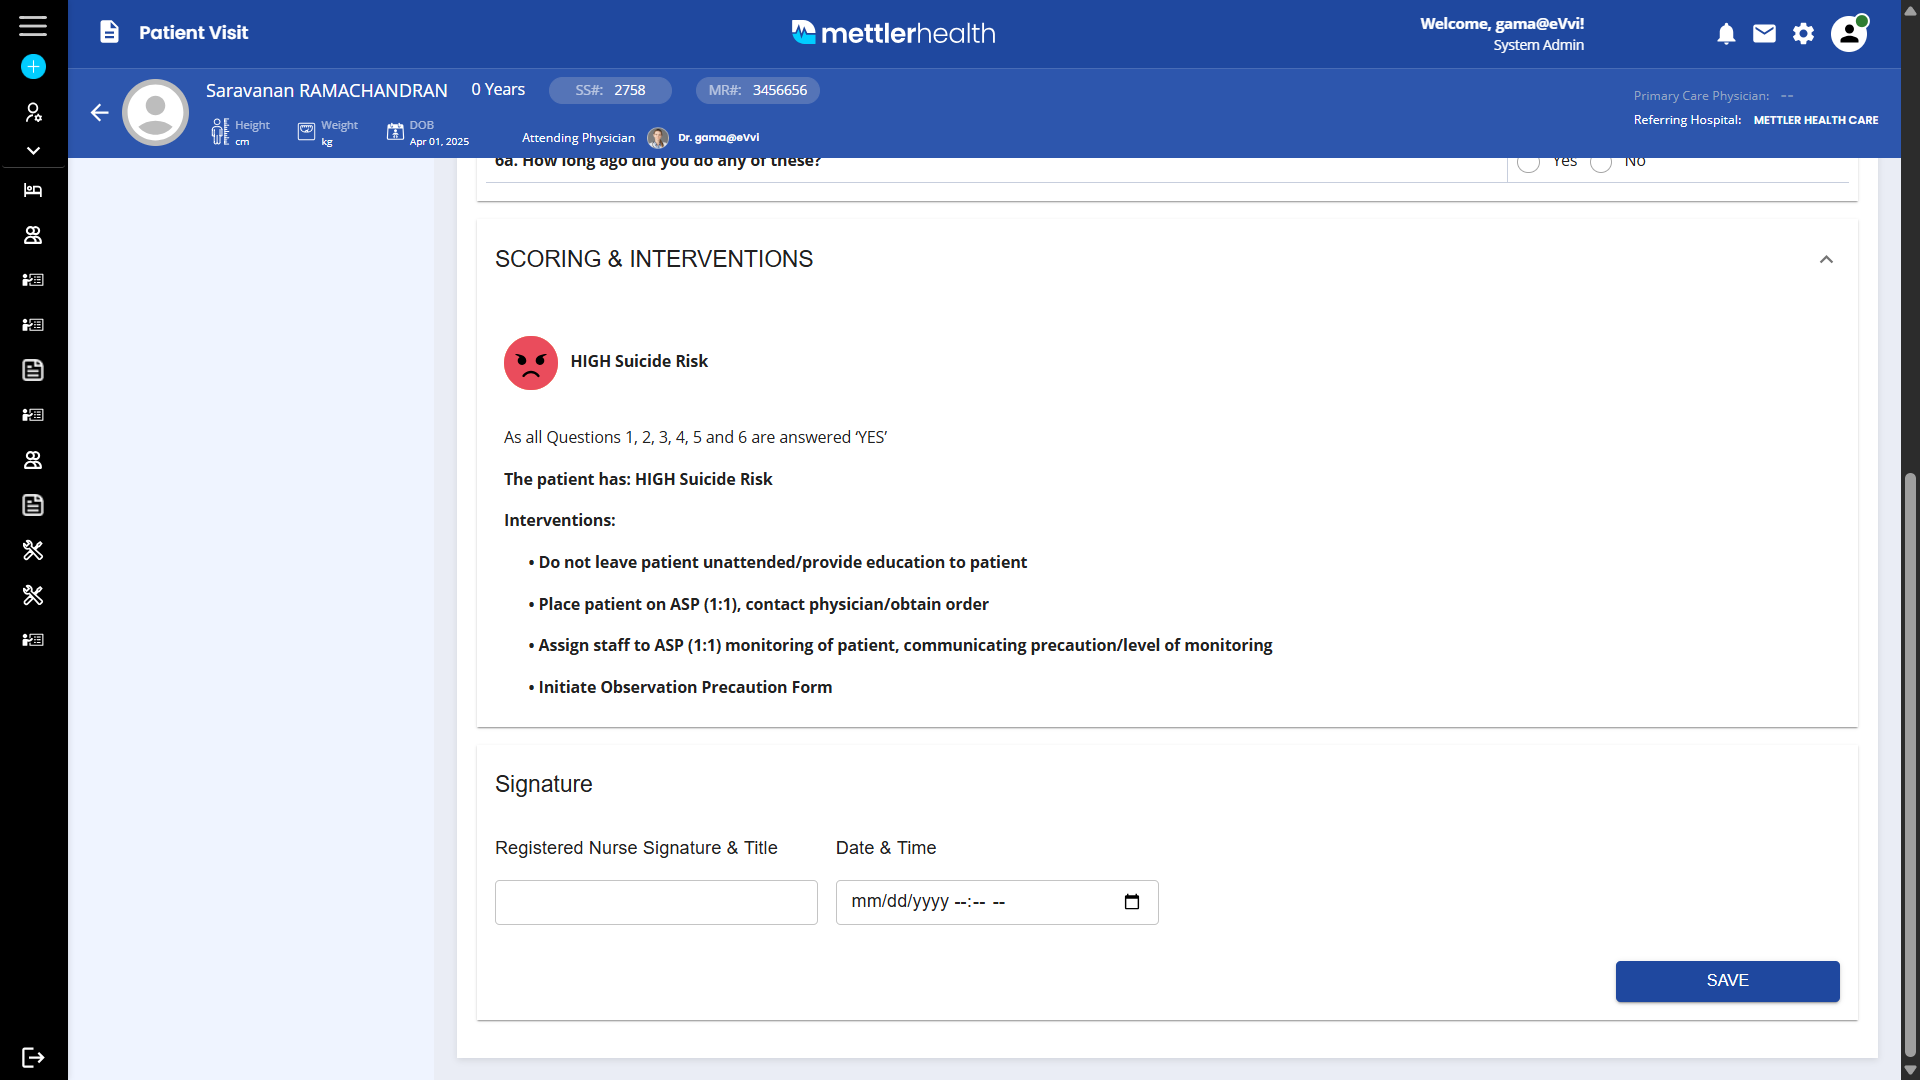 Patient Visit
mettlerhealth
Welcome, gama@eVvi!
System Admin
Saravanan RAMACHANDRAN
0 Years
SS#: 2758
MR#: 3456656
Primary Care Physician: --
Height
cm
Weight
kg
DOB
Apr 01, 2025
Attending Physician
Dr. gama@eVvi
Referring Hospital: METTLER HEALTH CARE
6a. How long ago did you do any of these?
Yes
No
SCORING & INTERVENTIONS
HIGH Suicide Risk
As all Questions 1, 2, 3, 4, 5 and 6 are answered ‘YES’
The patient has: HIGH Suicide Risk
Interventions:
• Do not leave patient unattended/provide education to patient
• Place patient on ASP (1:1), contact physician/obtain order
• Assign staff to ASP (1:1) monitoring of patient, communicating precaution/level of monitoring
• Initiate Observation Precaution Form
Signature
Registered Nurse Signature & Title
Date & Time
mm/dd/yyyy --:-- --
SAVE